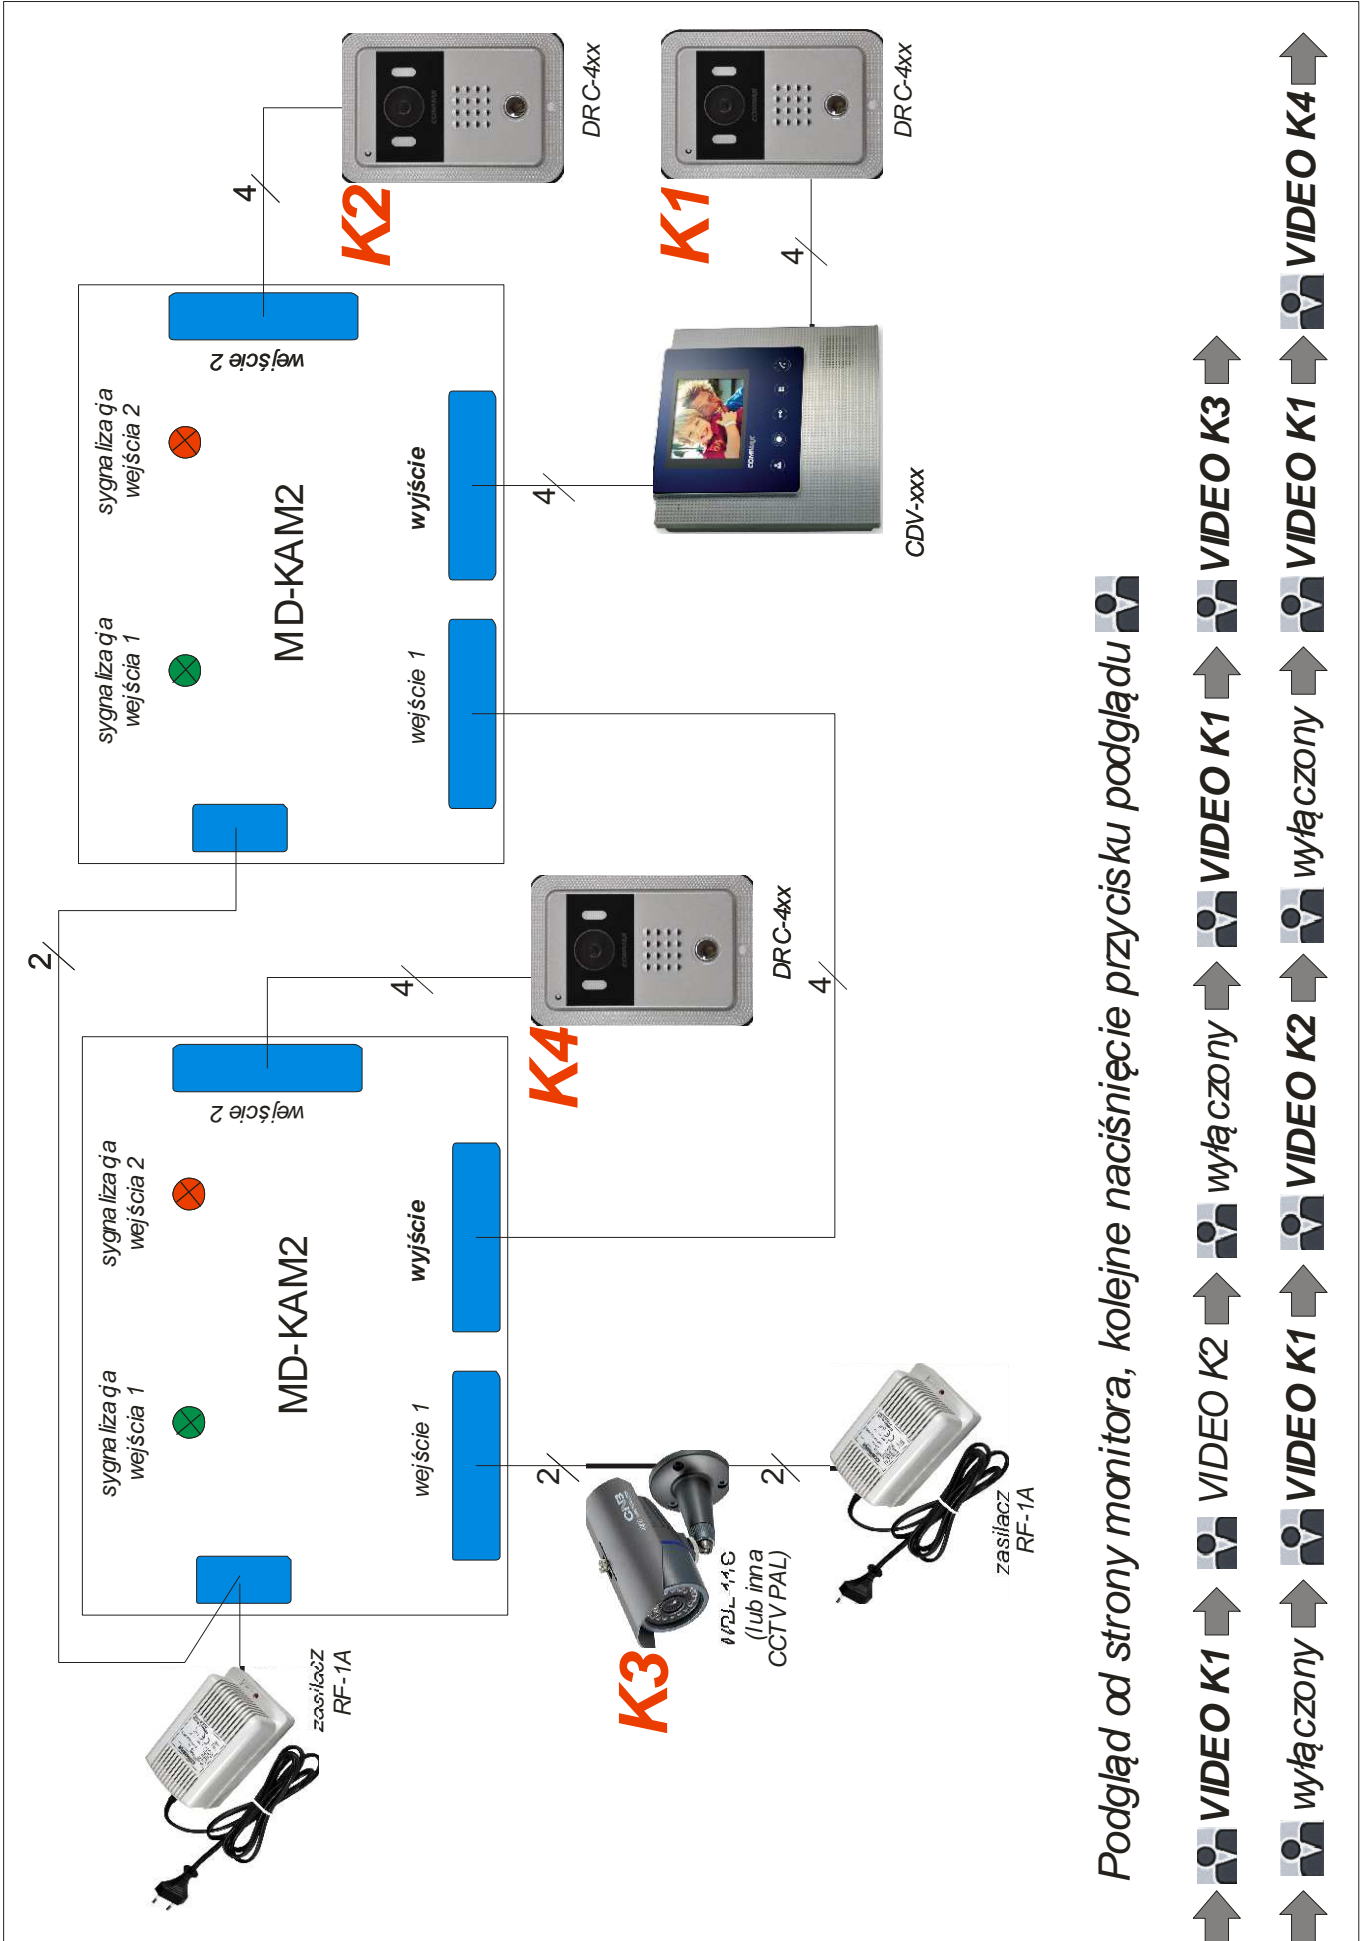 sygnalizacja
wejścia 1
sygnalizacja
wejścia 2
MD-KAM2
wejście 2
wejście 1
wyjście
zasilacz
RF-1A
2
4
sygnalizacja
wejścia 1
sygnalizacja
wejścia 2
MD-KAM2
wejście 2
wejście 1
wyjście
4
K2
DRC-4xx
K4
DRC-4xx
4
4
COMMAX
CDV-xxx
4
K1
DRC-4xx
2
K3
CNB
(lub inna
CCTV PAL)
2
zasilacz
RF-1A
Podgląd od strony monitora, kolejne naciśnięcie przycisku podglądu
VIDEO K1 VIDEO K2 wyłączony VIDEO K1 VIDEO K3
wyłączony VIDEO K1 VIDEO K2 wyłączony VIDEO K1 VIDEO K4